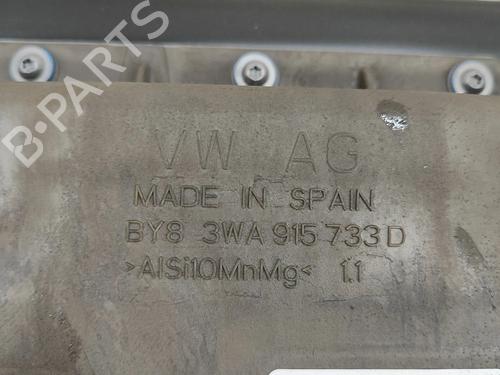 VW AG
MADE IN SPAIN
BY8 3WA 915 733 D
>AlSi10MnMg< 1.1
B-PARTS